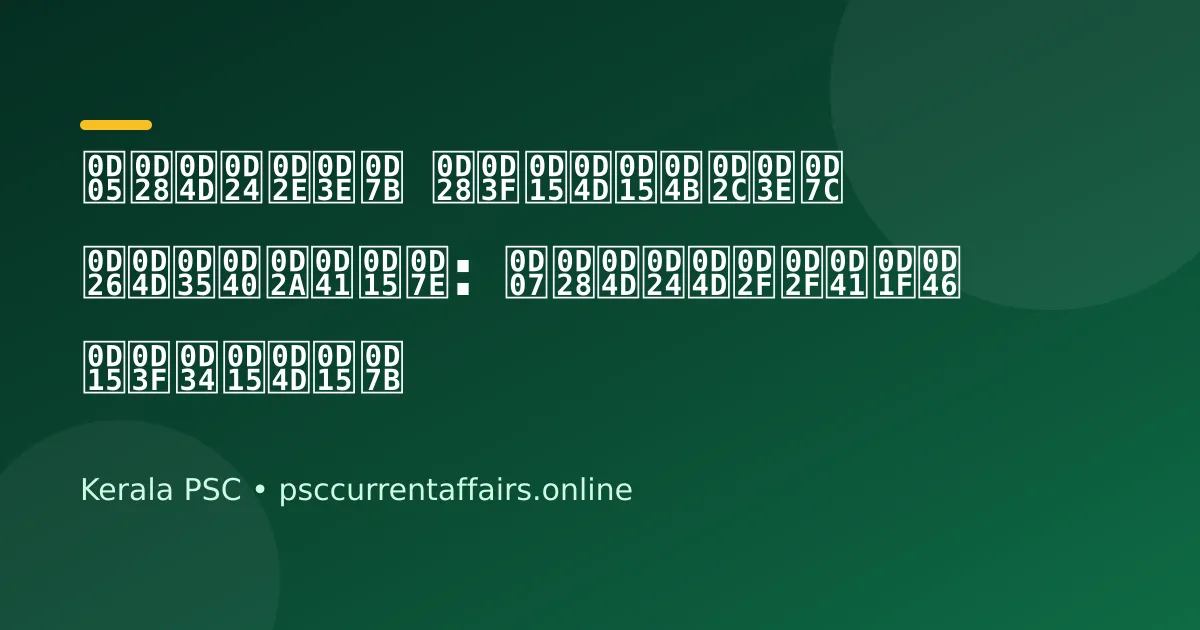 അന്തമാൻ നിക്കോബാർ
ദ്വീപുകൾ: ഇന്ത്യയുടെ
കിഴക്കൻ
Kerala PSC • psccurrentaffairs.online